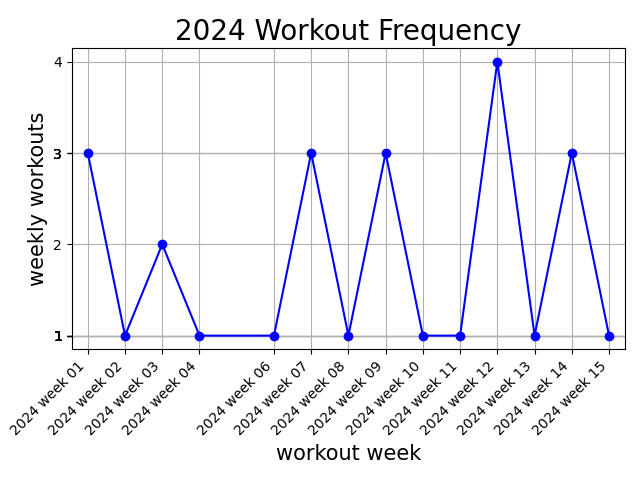 2024 Workout Frequency
weekly workouts
4
3
2
1
2024 week 01
2024 week 02
2024 week 03
2024 week 04
2024 week 06
2024 week 07
2024 week 08
2024 week 09
2024 week 10
2024 week 11
2024 week 12
2024 week 13
2024 week 14
2024 week 15
workout week